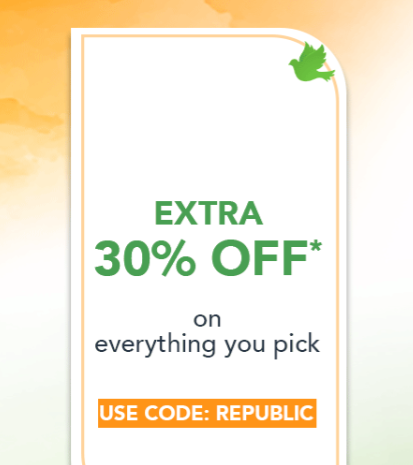 EXTRA
30% OFF*
on
everything you pick
USE CODE: REPUBLIC